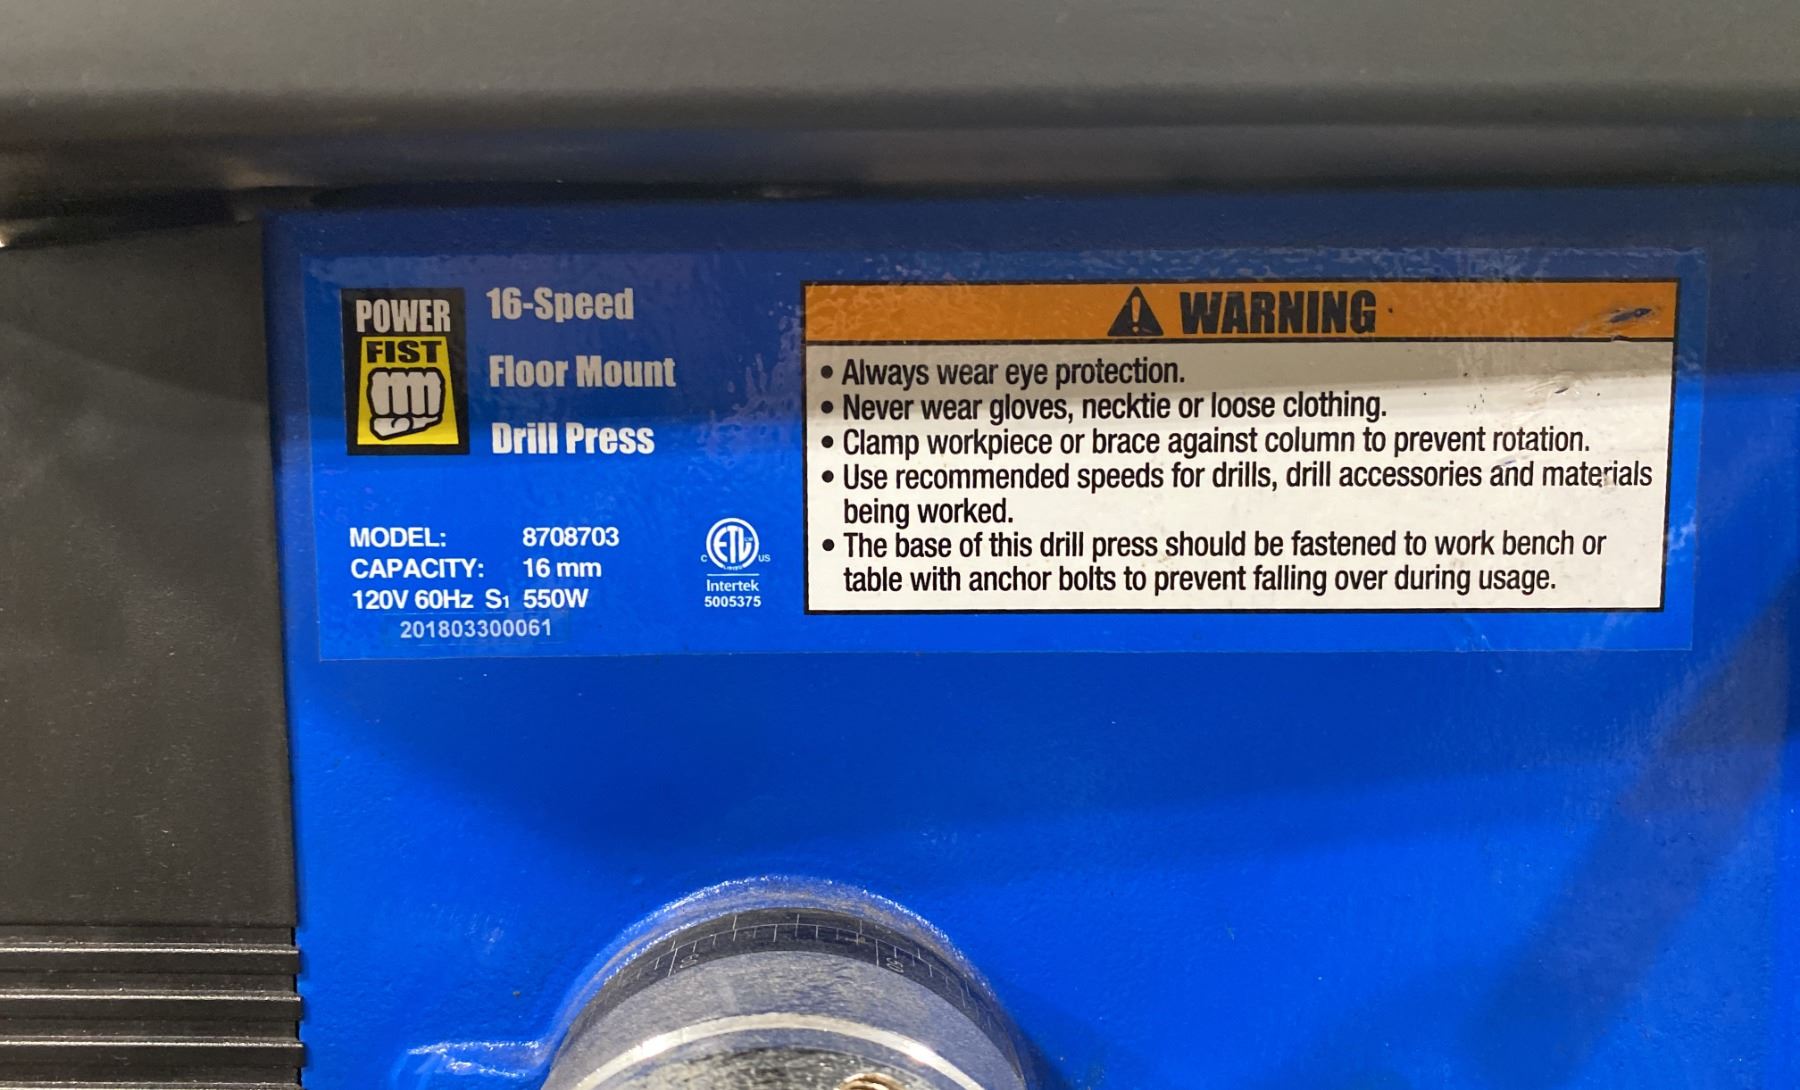 POWER
FIST
16-Speed
Floor Mount
Drill Press
MODEL: 8708703
CAPACITY: 16 mm
120V 60Hz S1 550W
201803300061
C ETL US
LISTED
Intertek
5005375
WARNING
• Always wear eye protection.
• Never wear gloves, necktie or loose clothing.
• Clamp workpiece or brace against column to prevent rotation.
• Use recommended speeds for drills, drill accessories and materials
being worked.
• The base of this drill press should be fastened to work bench or
table with anchor bolts to prevent falling over during usage.